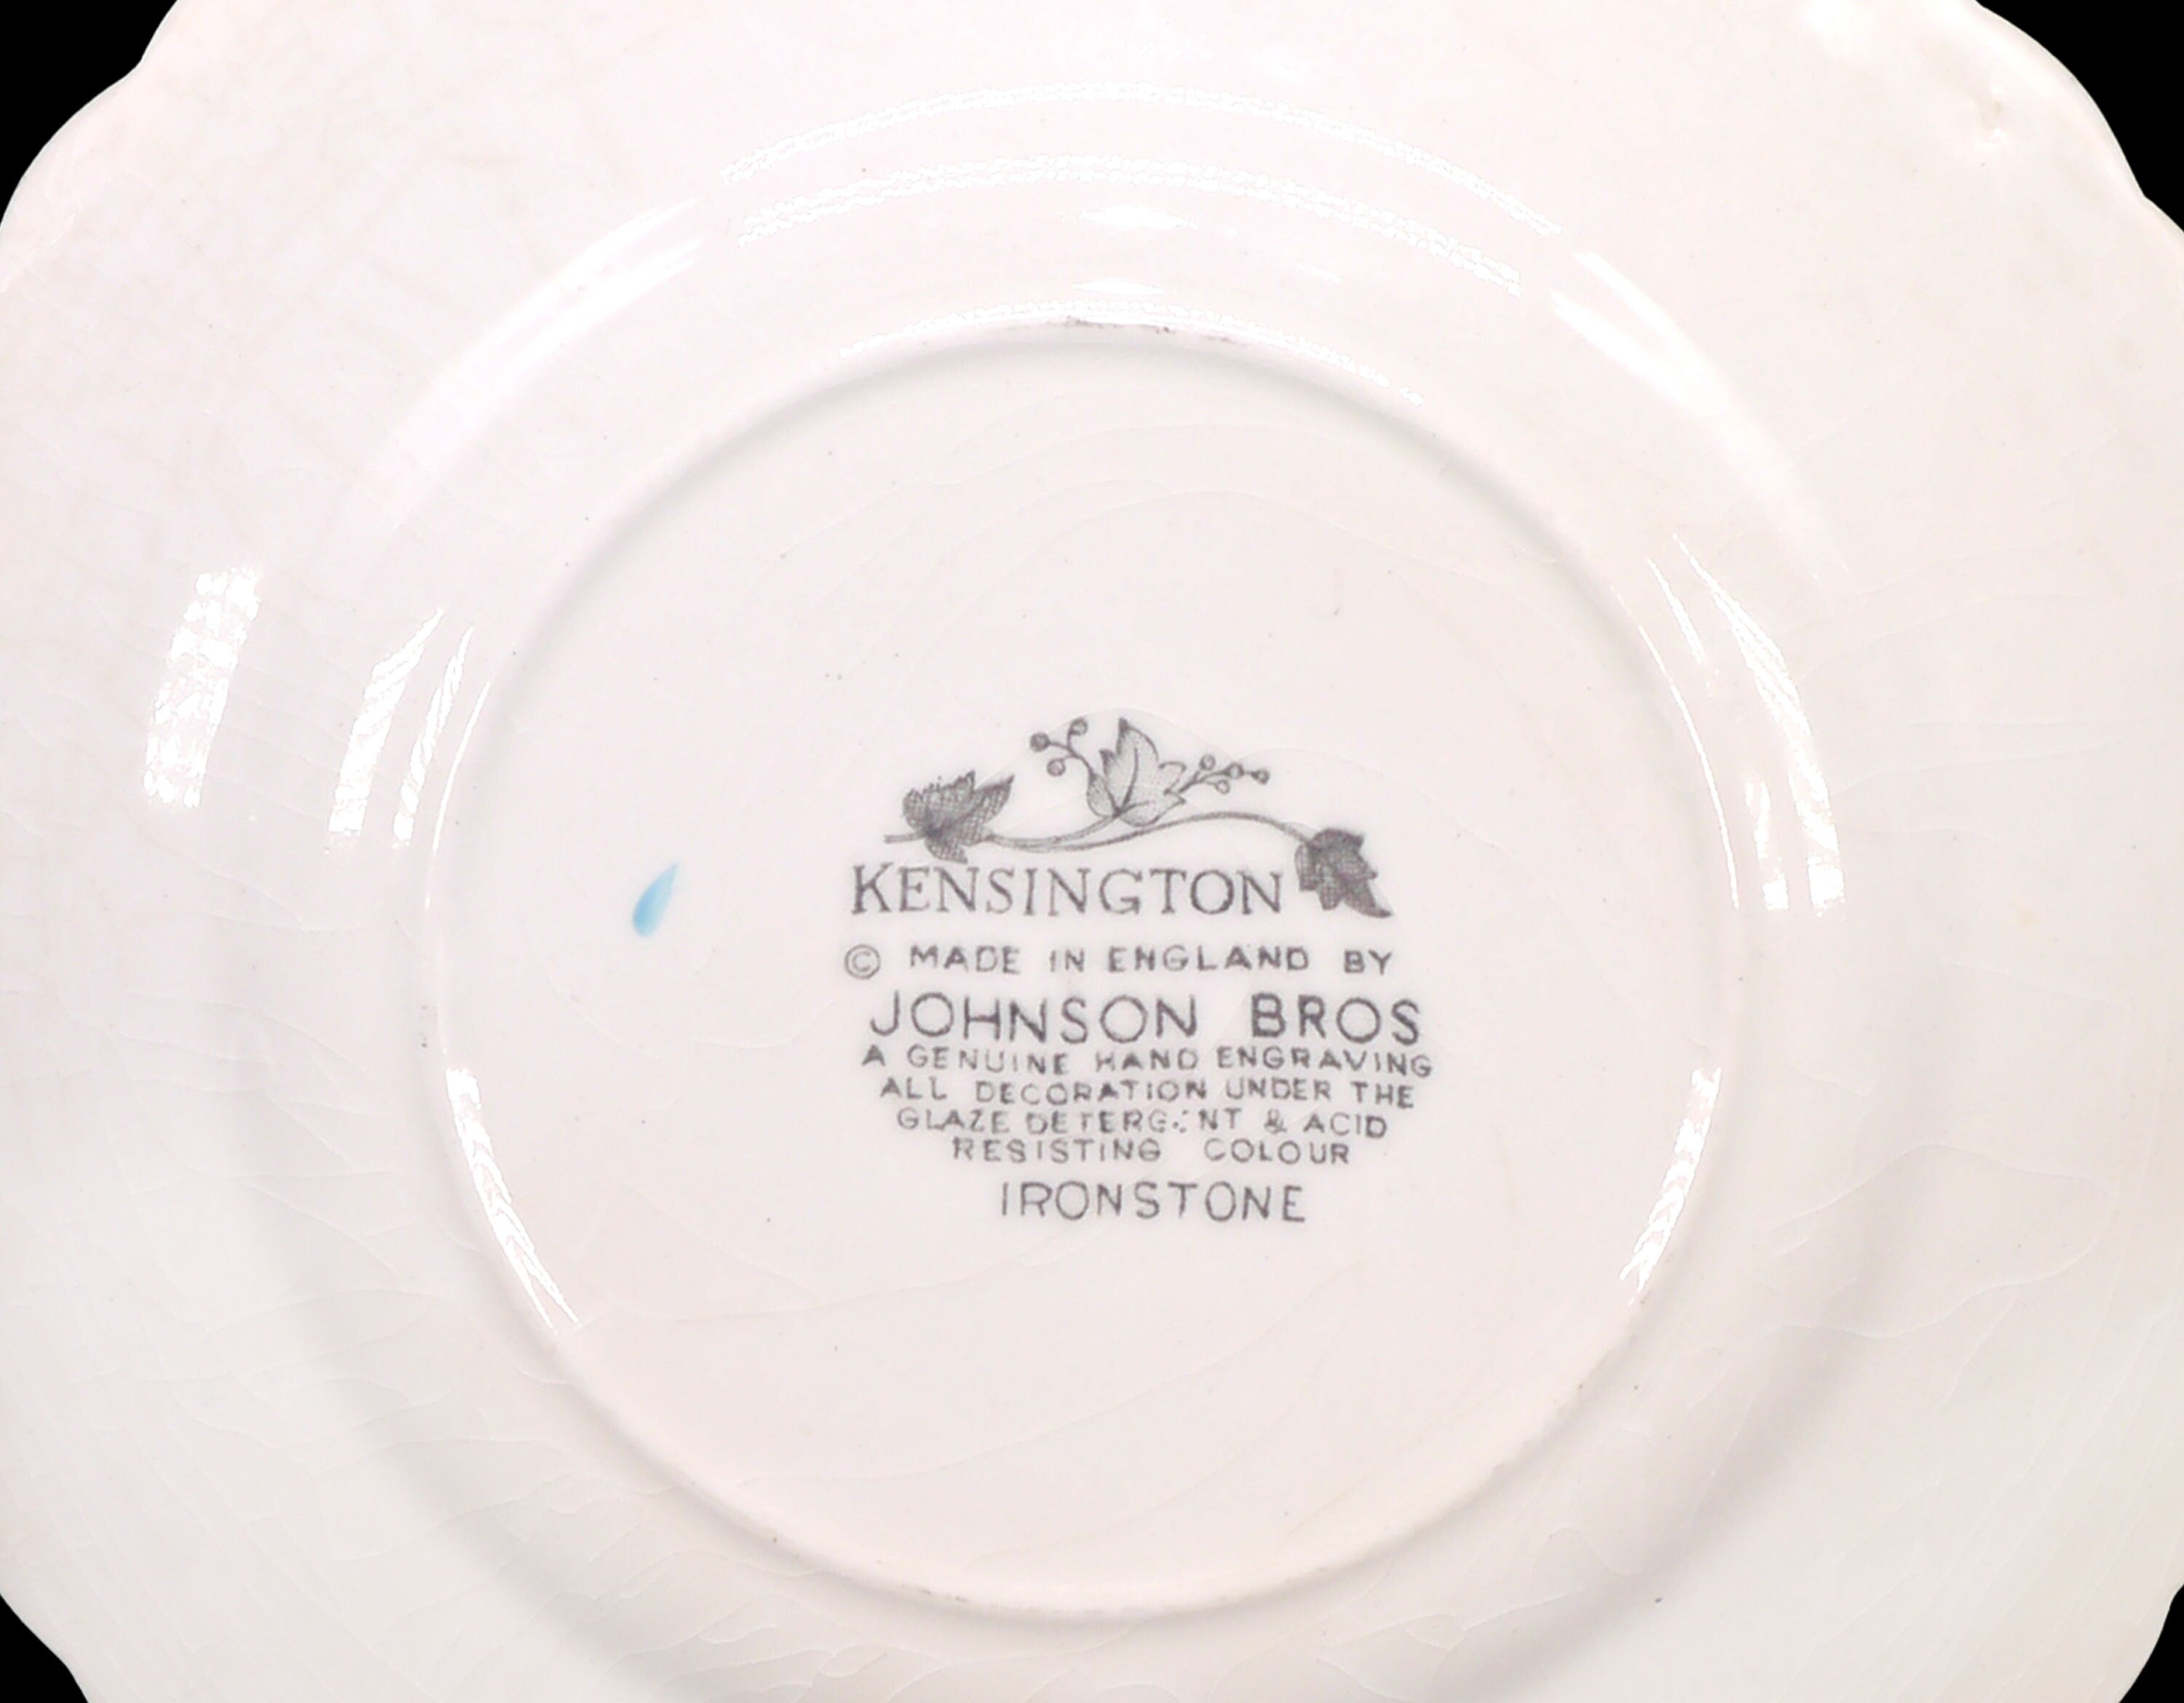 KENSINGTON
© MADE IN ENGLAND BY
JOHNSON BROS
A GENUINE HAND ENGRAVING
ALL DECORATION UNDER THE
GLAZE DETERGENT & ACID
RESISTING COLOUR
IRONSTONE